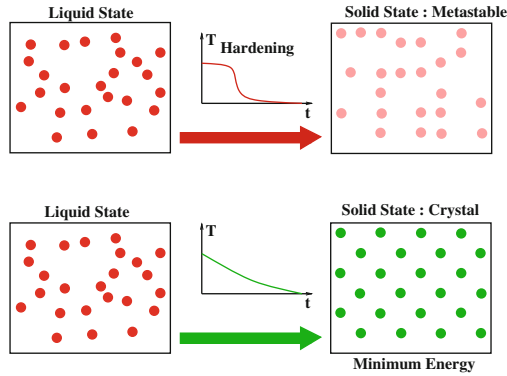 Liquid State
Solid State : Metastable
T
Hardening
t
Liquid State
Solid State : Crystal
T
t
Minimum Energy